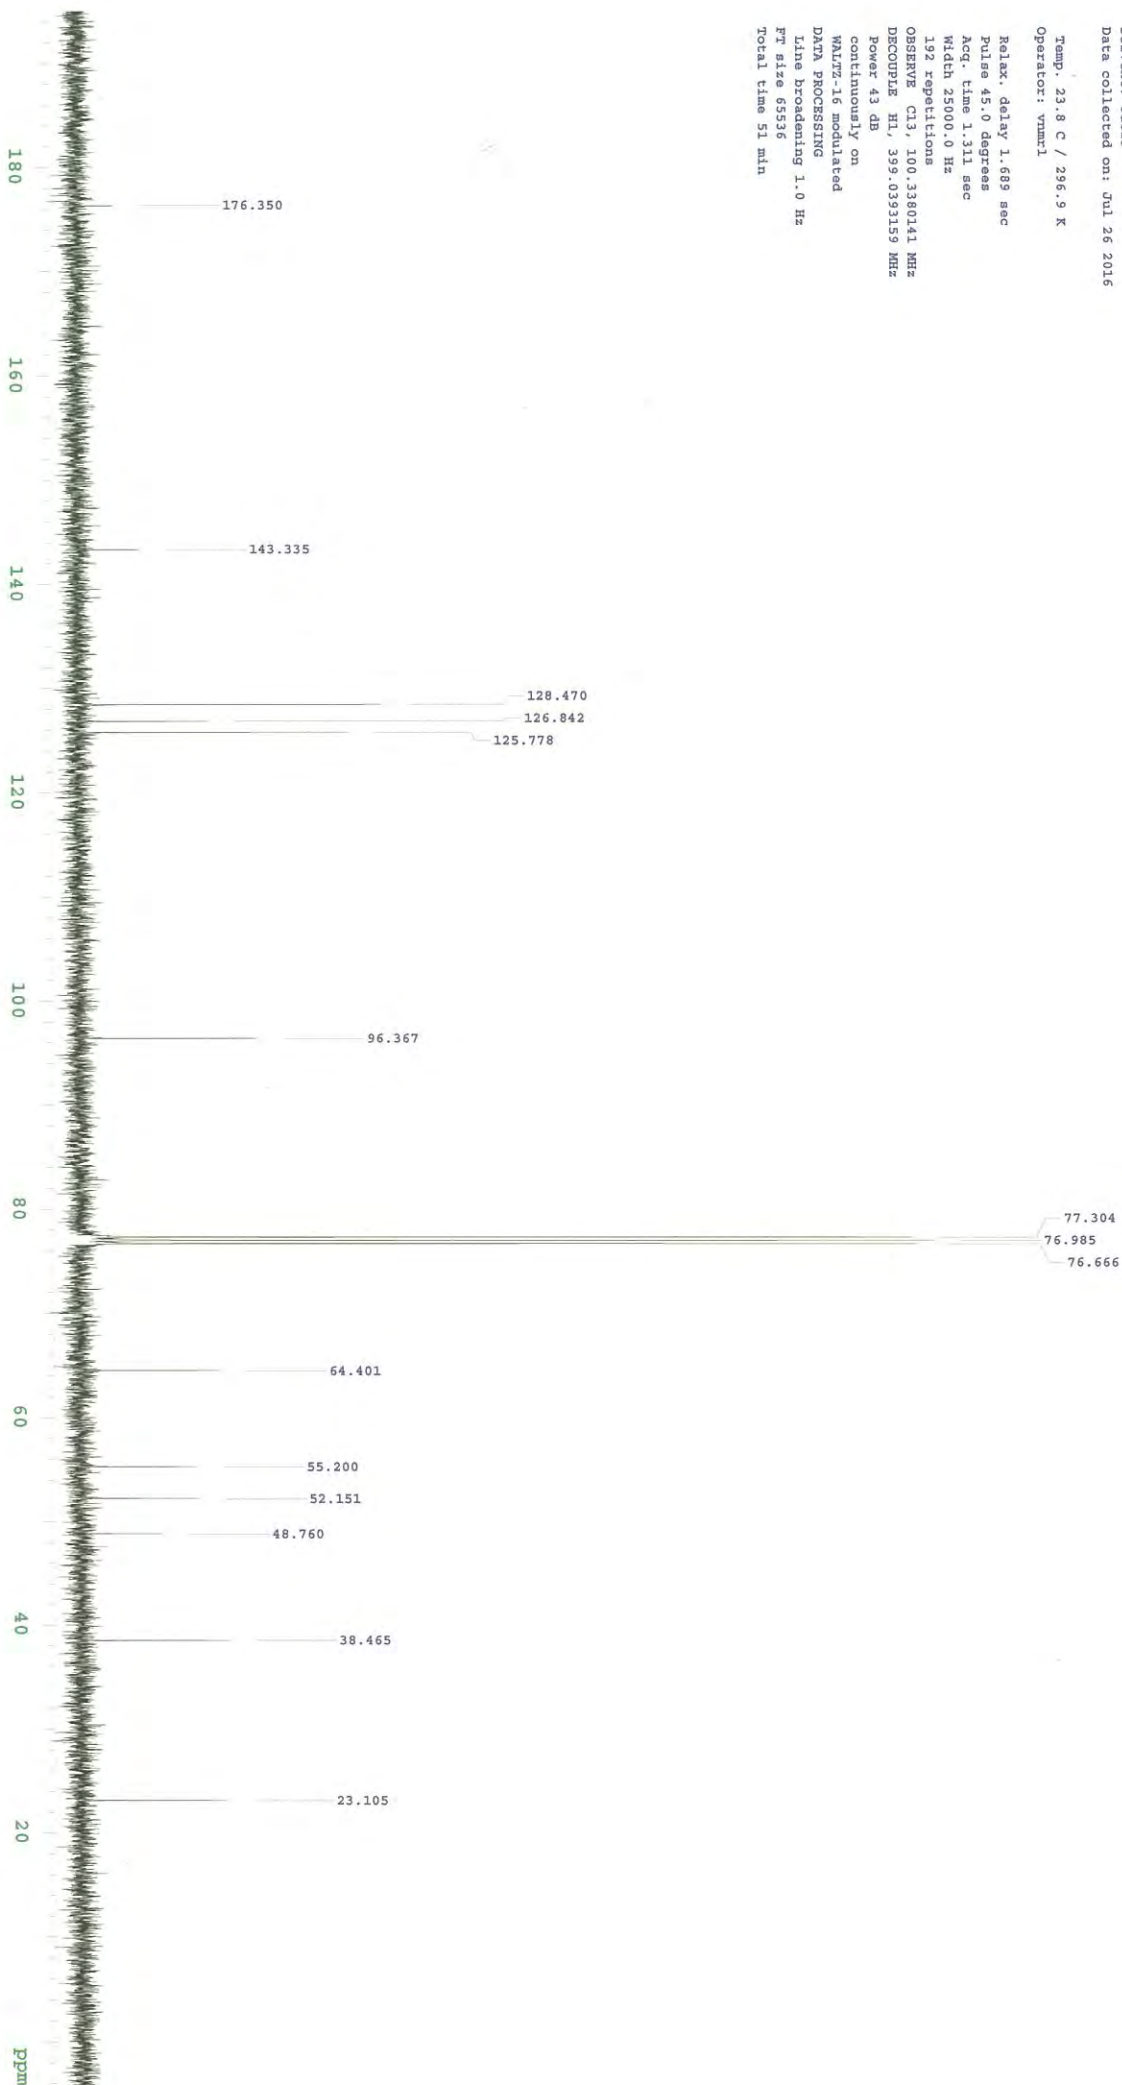 Data collected on: Jul 26 2016
Temp. 23.8 C / 296.9 K
Operator: vnmr1
Relax. delay 1.689 sec
Pulse 45.0 degrees
Acq. time 1.311 sec
Width 25000.0 Hz
192 repetitions
OBSERVE C13, 100.3380141 MHz
DECOUPLE H1, 399.0393159 MHz
Power 43 dB
continuously on
WALTZ-16 modulated
DATA PROCESSING
Line broadening 1.0 Hz
FT size 65536
Total time 51 min
176.350
143.335
128.470
126.842
125.778
96.367
77.304
76.985
76.666
64.401
55.200
52.151
48.760
38.465
23.105
180
160
140
120
100
80
60
40
20
ppm